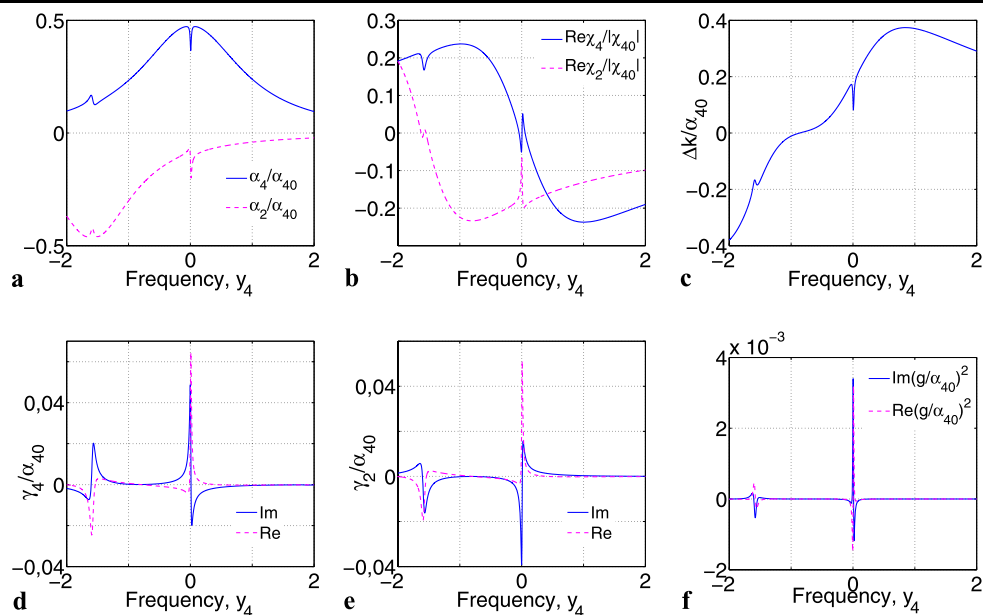 0.5
0
−0.5
−2
0
2
α4/α40
α2/α40
Frequency, y4
a
0.3
0.2
0.1
0
−0.1
−0.2
−2
0
2
Reχ4/|χ40|
Reχ2/|χ40|
Frequency, y4
b
Δk/α40
0.4
0.2
0
−0.2
−0.4
−2
0
2
Frequency, y4
c
γ4/α40
0,04
0
−0,04
−2
0
2
Im
Re
Frequency, y4
d
γ2/α40
0,04
0
−0,04
−2
0
2
Im
Re
Frequency, y4
e
x 10−3
4
2
0
−2
−2
0
2
Im(g/α40)2
Re(g/α40)2
Frequency, y4
f